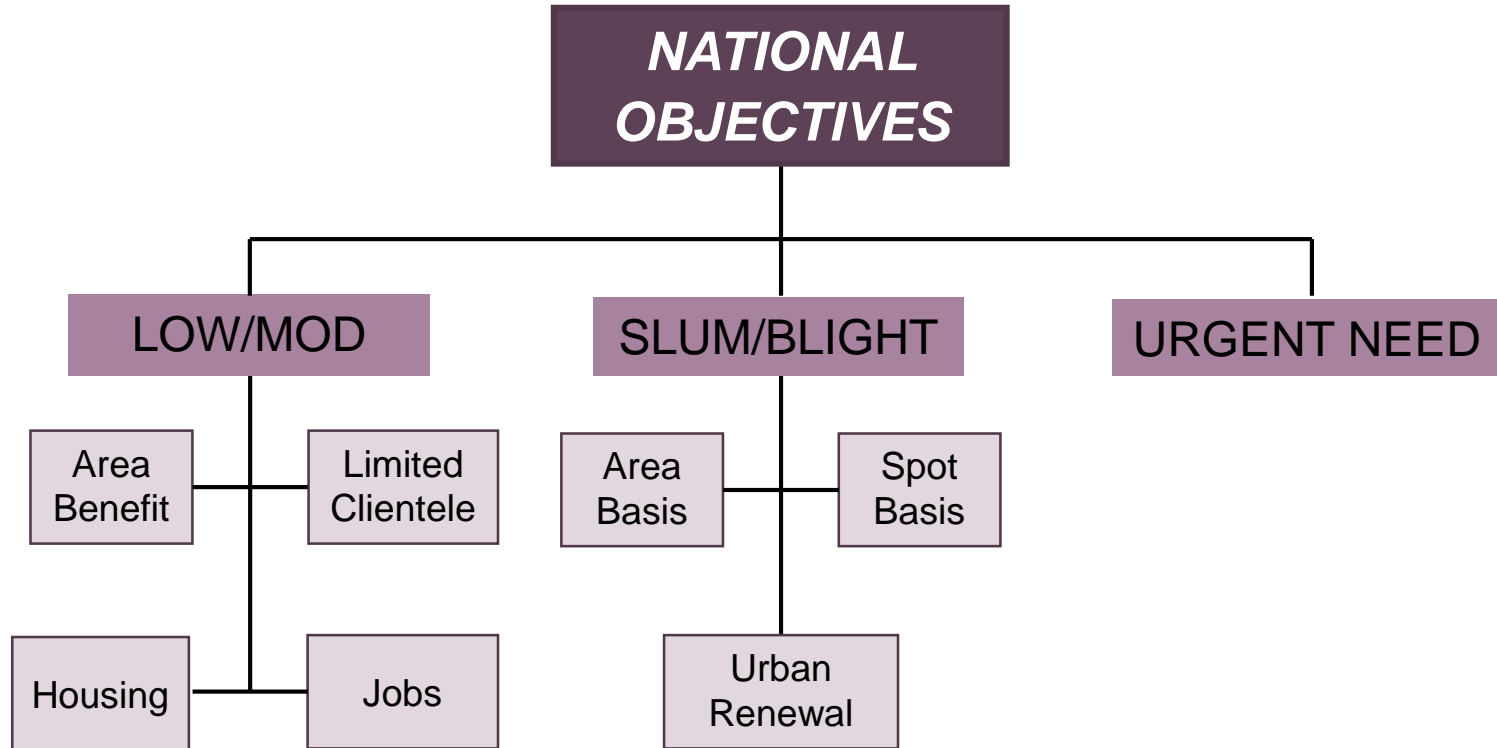 NATIONAL
OBJECTIVES
LOW/MOD
SLUM/BLIGHT
URGENT NEED
Area
Benefit
Limited
Clientele
Area
Basis
Spot
Basis
Housing
Jobs
Urban
Renewal